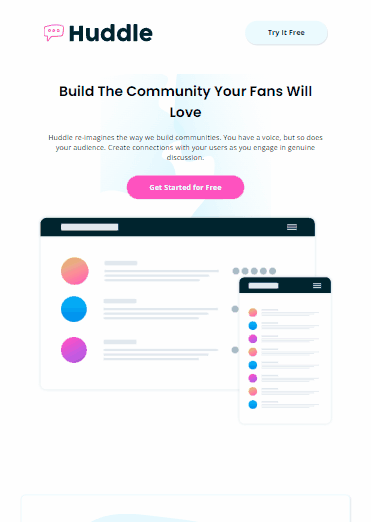 Huddle
Try It Free
Build The Community Your Fans Will
Love
Huddle re-imagines the way we build communities. You have a voice, but so does
your audience. Create connections with your users as you engage in genuine
discussion.
Get Started for Free